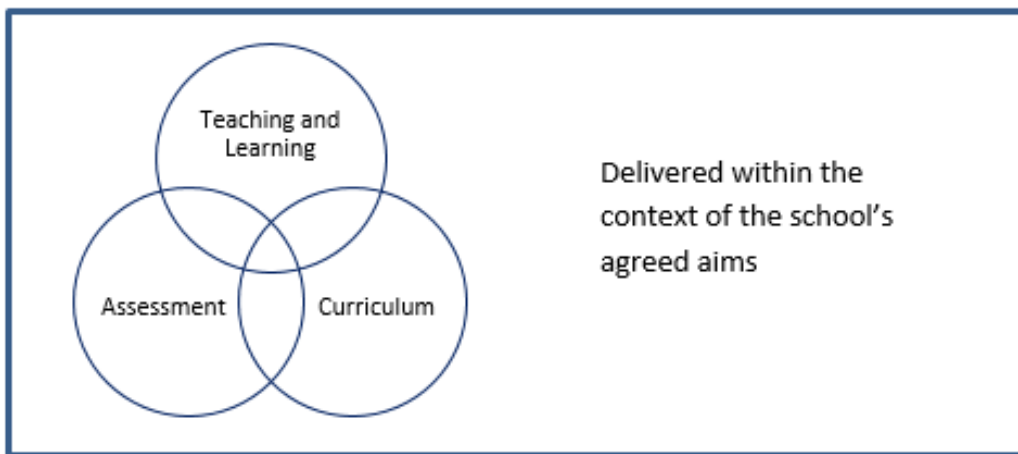 Teaching and
Learning
Assessment
Curriculum
Delivered within the
context of the school's
agreed aims